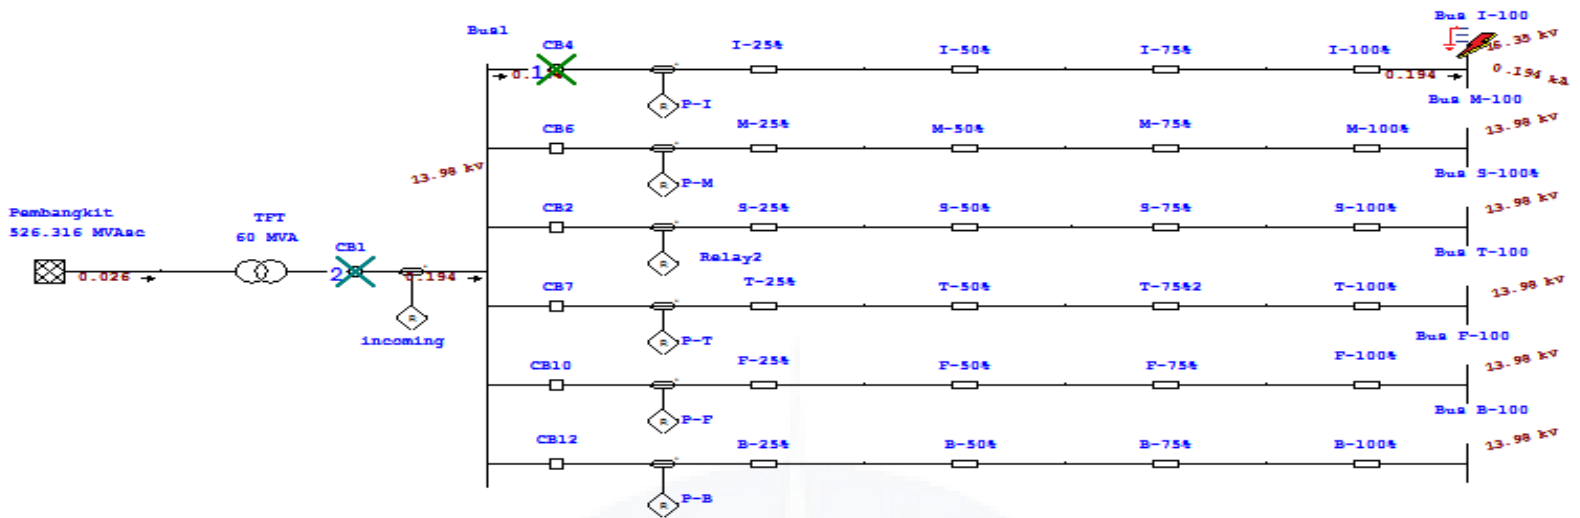 Bus I-100
Bus1
CB4
I-25%
I-50%
I-75%
I-100%
kV
1
0.194
0.194 kA
P-I
Bus M-100
CB6
M-25%
M-50%
M-75%
M-100%
13.98 kV
13.98 kV
P-M
Bus S-100%
Pembangkit
526.316 MVAsc
TFT
60 MVA
CB2
S-25%
S-50%
S-75%
S-100%
13.98 kV
CB1
Relay2
Bus T-100
0.026
2
0.194
CB7
T-25%
T-50%
T-75%2
T-100%
13.98 kV
incoming
P-T
Bus F-100
CB10
F-25%
F-50%
F-75%
F-100%
13.98 kV
P-F
Bus B-100
CB12
B-25%
B-50%
B-75%
B-100%
13.98 kV
P-B
R
R
R
R
R
R
R